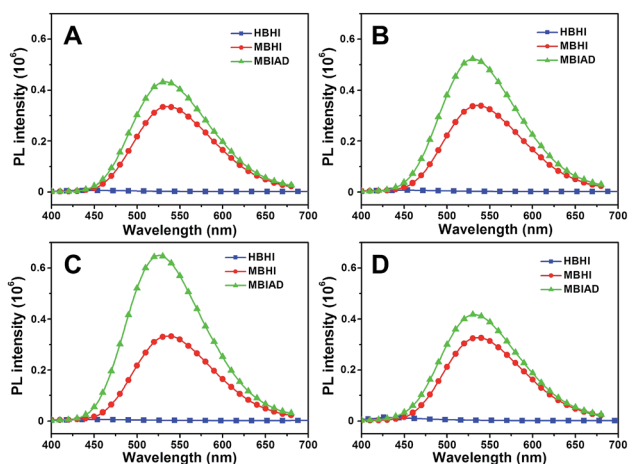 A
HBHI
MBHI
MBIAD
PL intensity (10⁶)
0.6
0.4
0.2
0
400 450 500 550 600 650 700
Wavelength (nm)
B
HBHI
MBHI
MBIAD
PL intensity (10⁶)
0.6
0.4
0.2
0
400 450 500 550 600 650 700
Wavelength (nm)
C
HBHI
MBHI
MBIAD
PL intensity (10⁶)
0.6
0.4
0.2
0
400 450 500 550 600 650 700
Wavelength (nm)
D
HBHI
MBHI
MBIAD
PL intensity (10⁶)
0.6
0.4
0.2
0
400 450 500 550 600 650 700
Wavelength (nm)